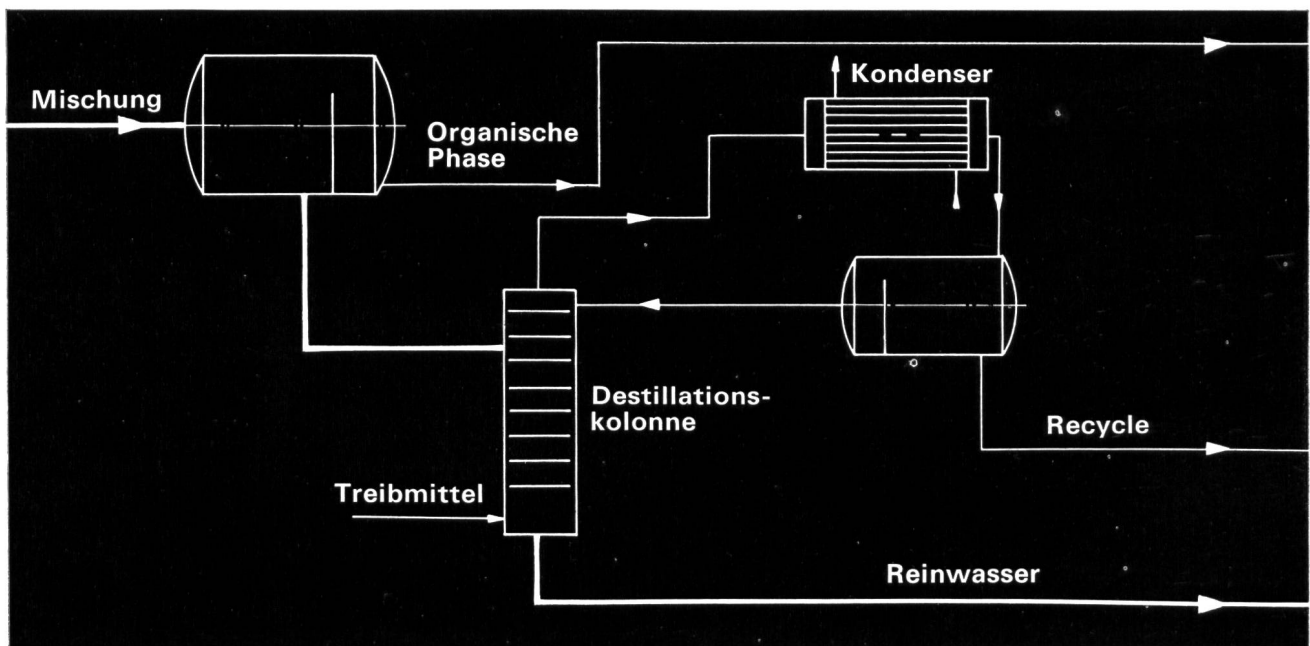 Mischung
Organische
Phase
Kondenser
Destillations-
kolonne
Recycle
Treibmittel
Reinwasser